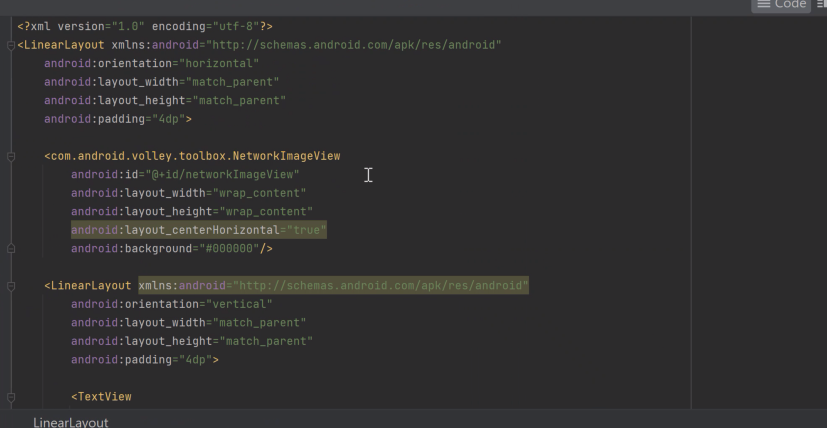 Code
<?xml version="1.0" encoding="utf-8"?>
<LinearLayout xmlns:android="http://schemas.android.com/apk/res/android"
android:orientation="horizontal"
android:layout_width="match_parent"
android:layout_height="match_parent"
android:padding="4dp">
<com.android.volley.toolbox.NetworkImageView
android:id="@+id/networkImageView"
android:layout_width="wrap_content"
android:layout_height="wrap_content"
android:layout_centerHorizontal="true"
android:background="#000000"/>
<LinearLayout xmlns:android="http://schemas.android.com/apk/res/android"
android:orientation="vertical"
android:layout_width="match_parent"
android:layout_height="match_parent"
android:padding="4dp">
<TextView
LinearLayout